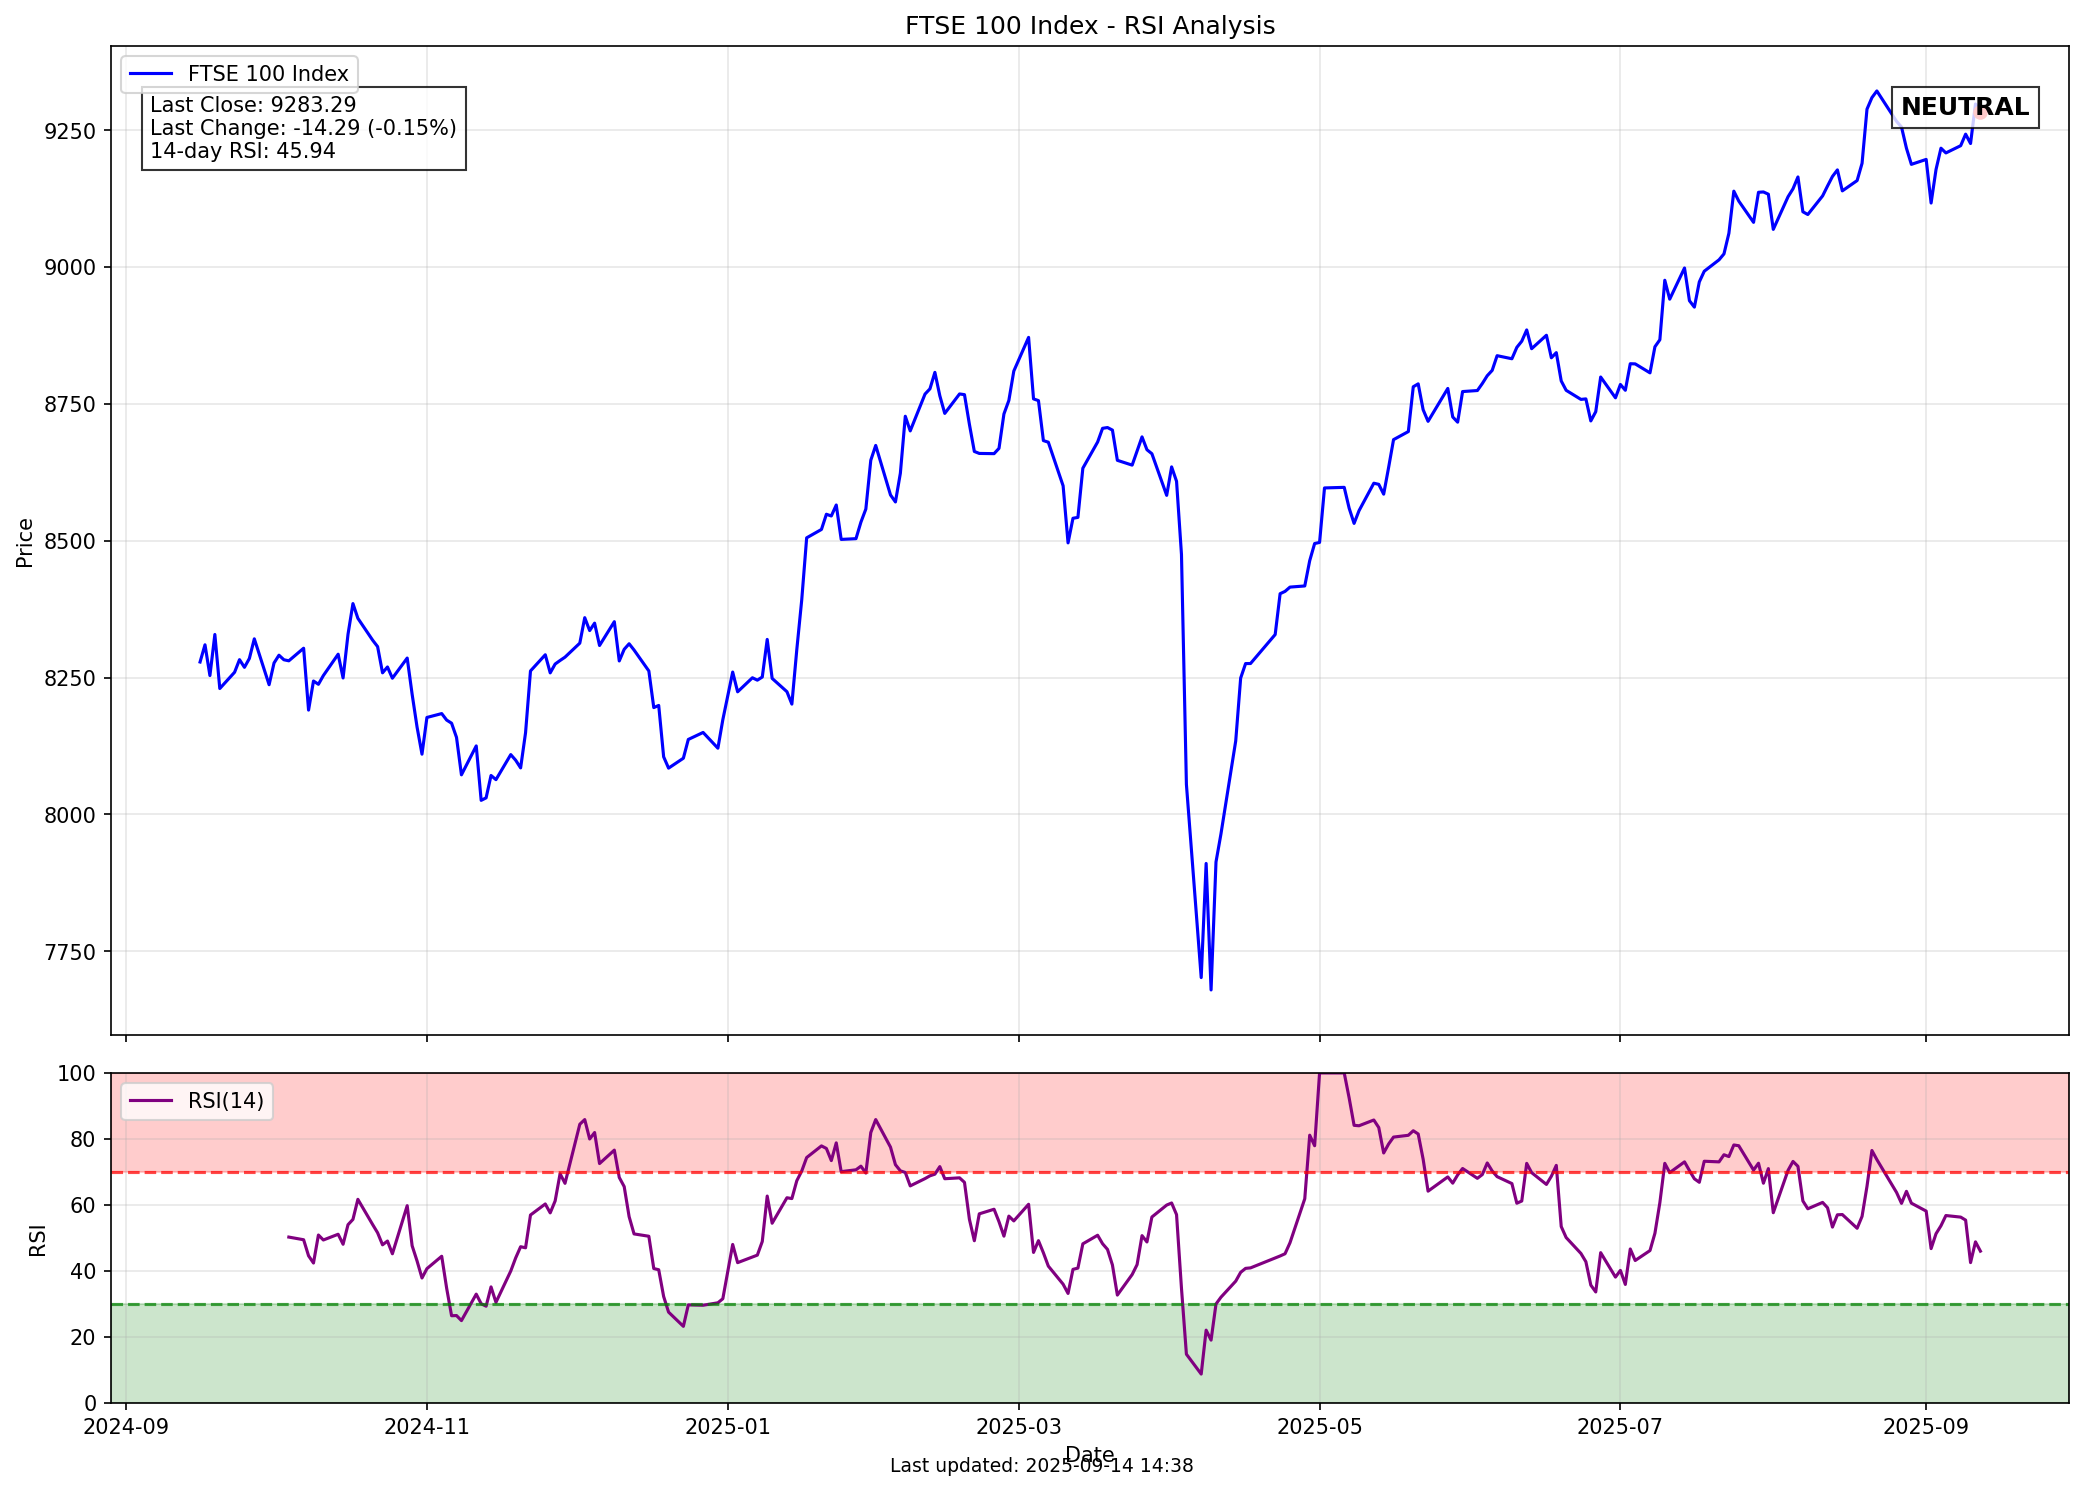 FTSE 100 Index - RSI Analysis
FTSE 100 Index
Last Close: 9283.29
Last Change: -14.29 (-0.15%)
14-day RSI: 45.94
NEUTRAL
Price
9250
9000
8750
8500
8250
8000
7750
RSI(14)
RSI
100
80
60
40
20
0
2024-09
2024-11
2025-01
2025-03
2025-05
2025-07
2025-09
Date
Last updated: 2025-09-14 14:38